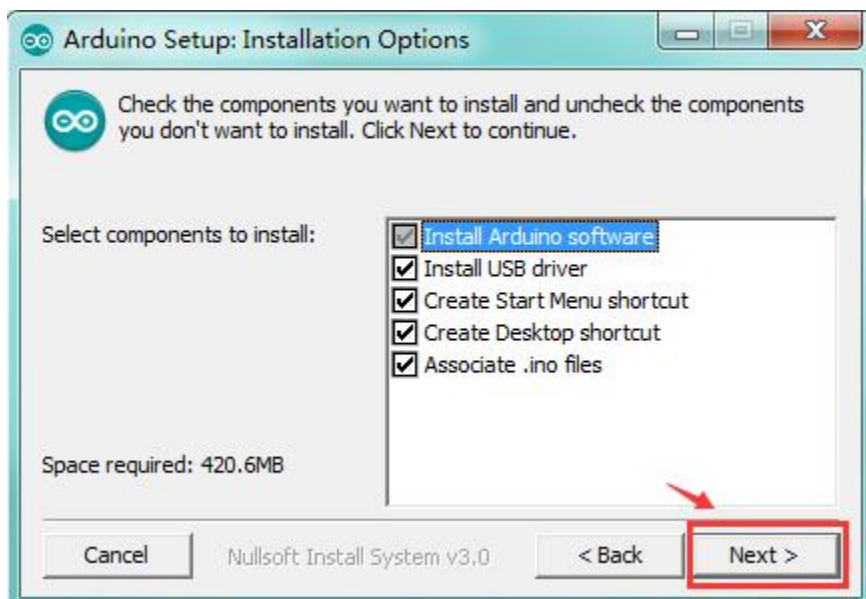 Arduino Setup: Installation Options
Check the components you want to install and uncheck the components
you don't want to install. Click Next to continue.
Select components to install:
Install Arduino software
Install USB driver
Create Start Menu shortcut
Create Desktop shortcut
Associate .ino files
Space required: 420.6MB
Cancel
Nullsoft Install System v3.0
< Back
Next >